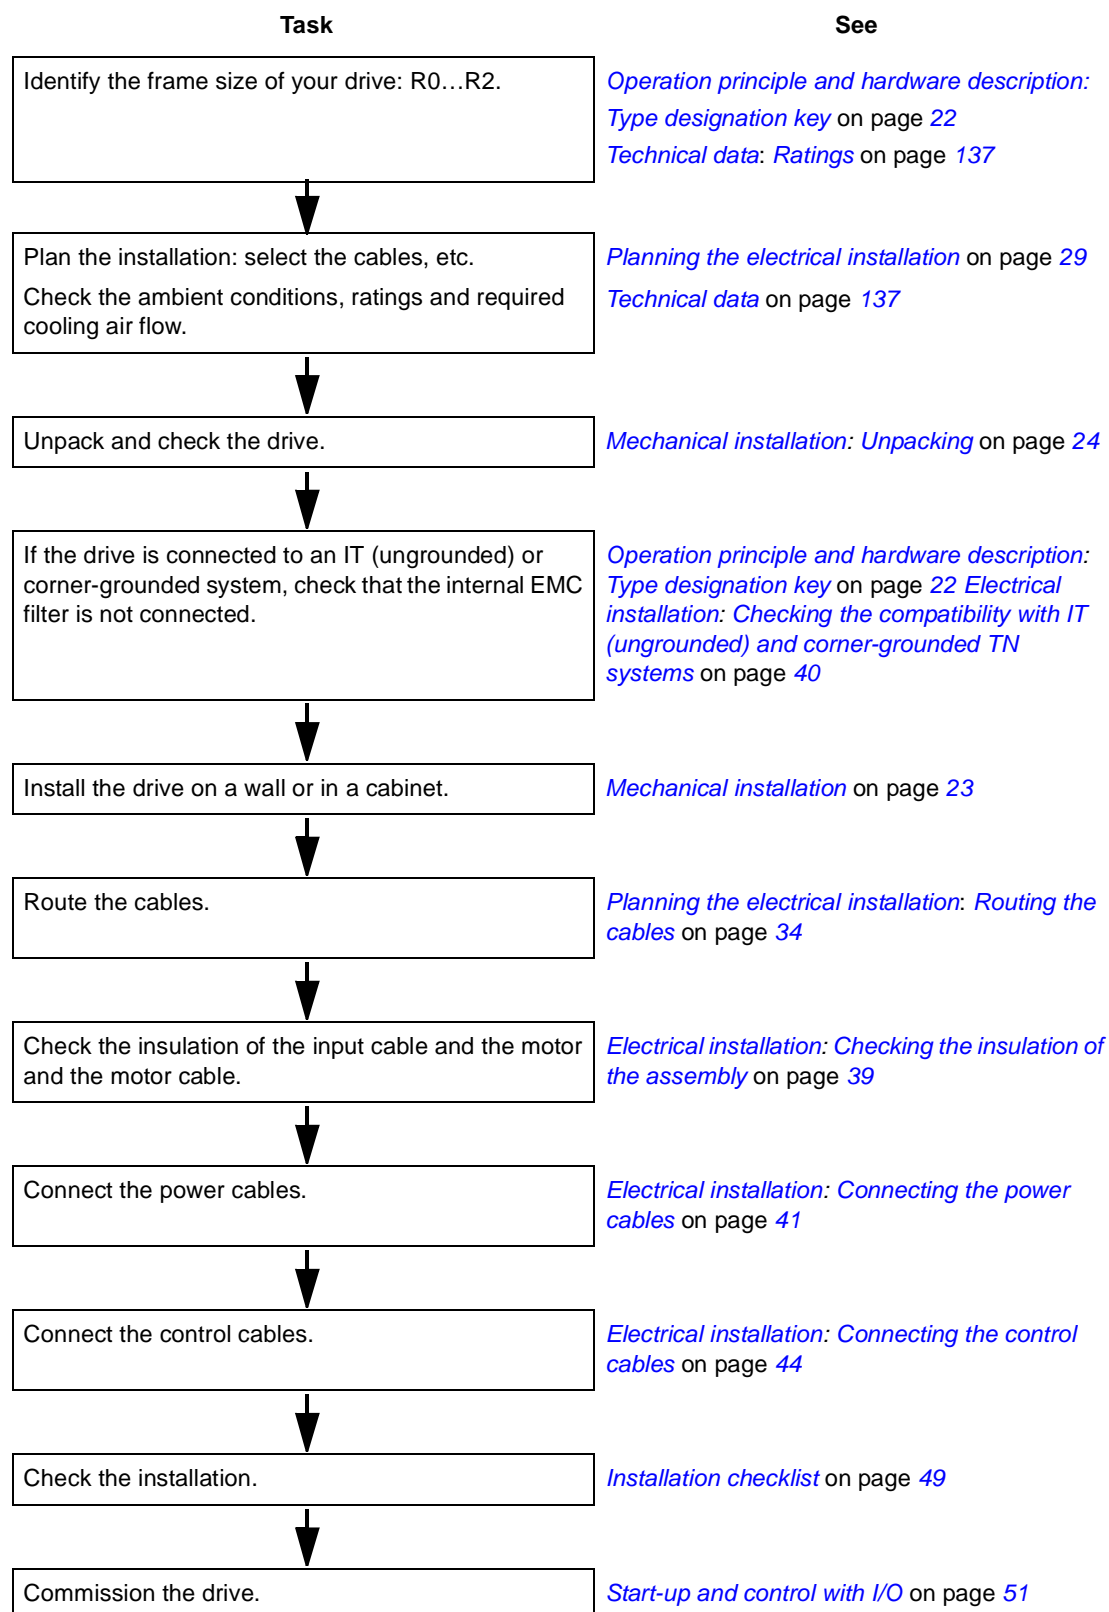 Task
See
Identify the frame size of your drive: R0…R2.
Operation principle and hardware description:
Type designation key on page 22
Technical data: Ratings on page 137
Plan the installation: select the cables, etc.
Check the ambient conditions, ratings and required
cooling air flow.
Planning the electrical installation on page 29
Technical data on page 137
Unpack and check the drive.
Mechanical installation: Unpacking on page 24
If the drive is connected to an IT (ungrounded) or
corner-grounded system, check that the internal EMC
filter is not connected.
Operation principle and hardware description:
Type designation key on page 22 Electrical
installation: Checking the compatibility with IT
(ungrounded) and corner-grounded TN
systems on page 40
Install the drive on a wall or in a cabinet.
Mechanical installation on page 23
Route the cables.
Planning the electrical installation: Routing the
cables on page 34
Check the insulation of the input cable and the motor
and the motor cable.
Electrical installation: Checking the insulation of
the assembly on page 39
Connect the power cables.
Electrical installation: Connecting the power
cables on page 41
Connect the control cables.
Electrical installation: Connecting the control
cables on page 44
Check the installation.
Installation checklist on page 49
Commission the drive.
Start-up and control with I/O on page 51